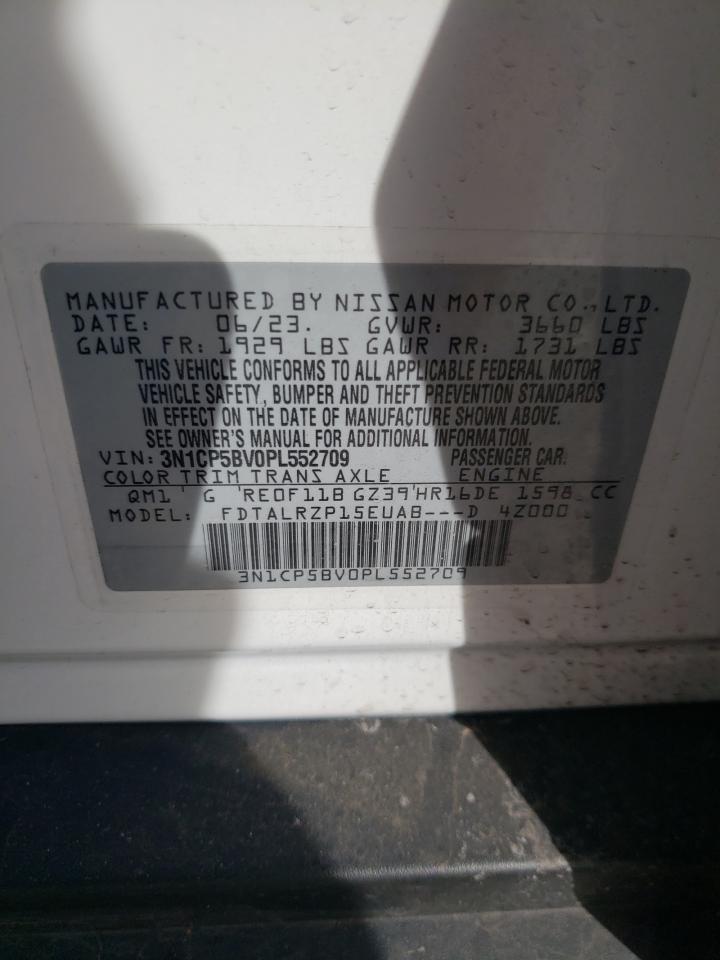 MANUFACTURED BY NISSAN MOTOR CO., LTD.
DATE: 06/23. GVWR: 3660 LBS
GAWR FR: 1929 LBS GAWR RR: 1731 LBS
THIS VEHICLE CONFORMS TO ALL APPLICABLE FEDERAL MOTOR
VEHICLE SAFETY, BUMPER AND THEFT PREVENTION STANDARDS
IN EFFECT ON THE DATE OF MANUFACTURE SHOWN ABOVE.
SEE OWNER'S MANUAL FOR ADDITIONAL INFORMATION.
VIN: 3N1CP5BV0PL552709 PASSENGER CAR
COLOR TRIM TRANS AXLE ENGINE
QM1 ' G 'RE0F11B GZ39'HR16DE 1598 CC
MODEL: FDTALRZP15EUAB---D 4Z000
3N1CP5BV0PL552709